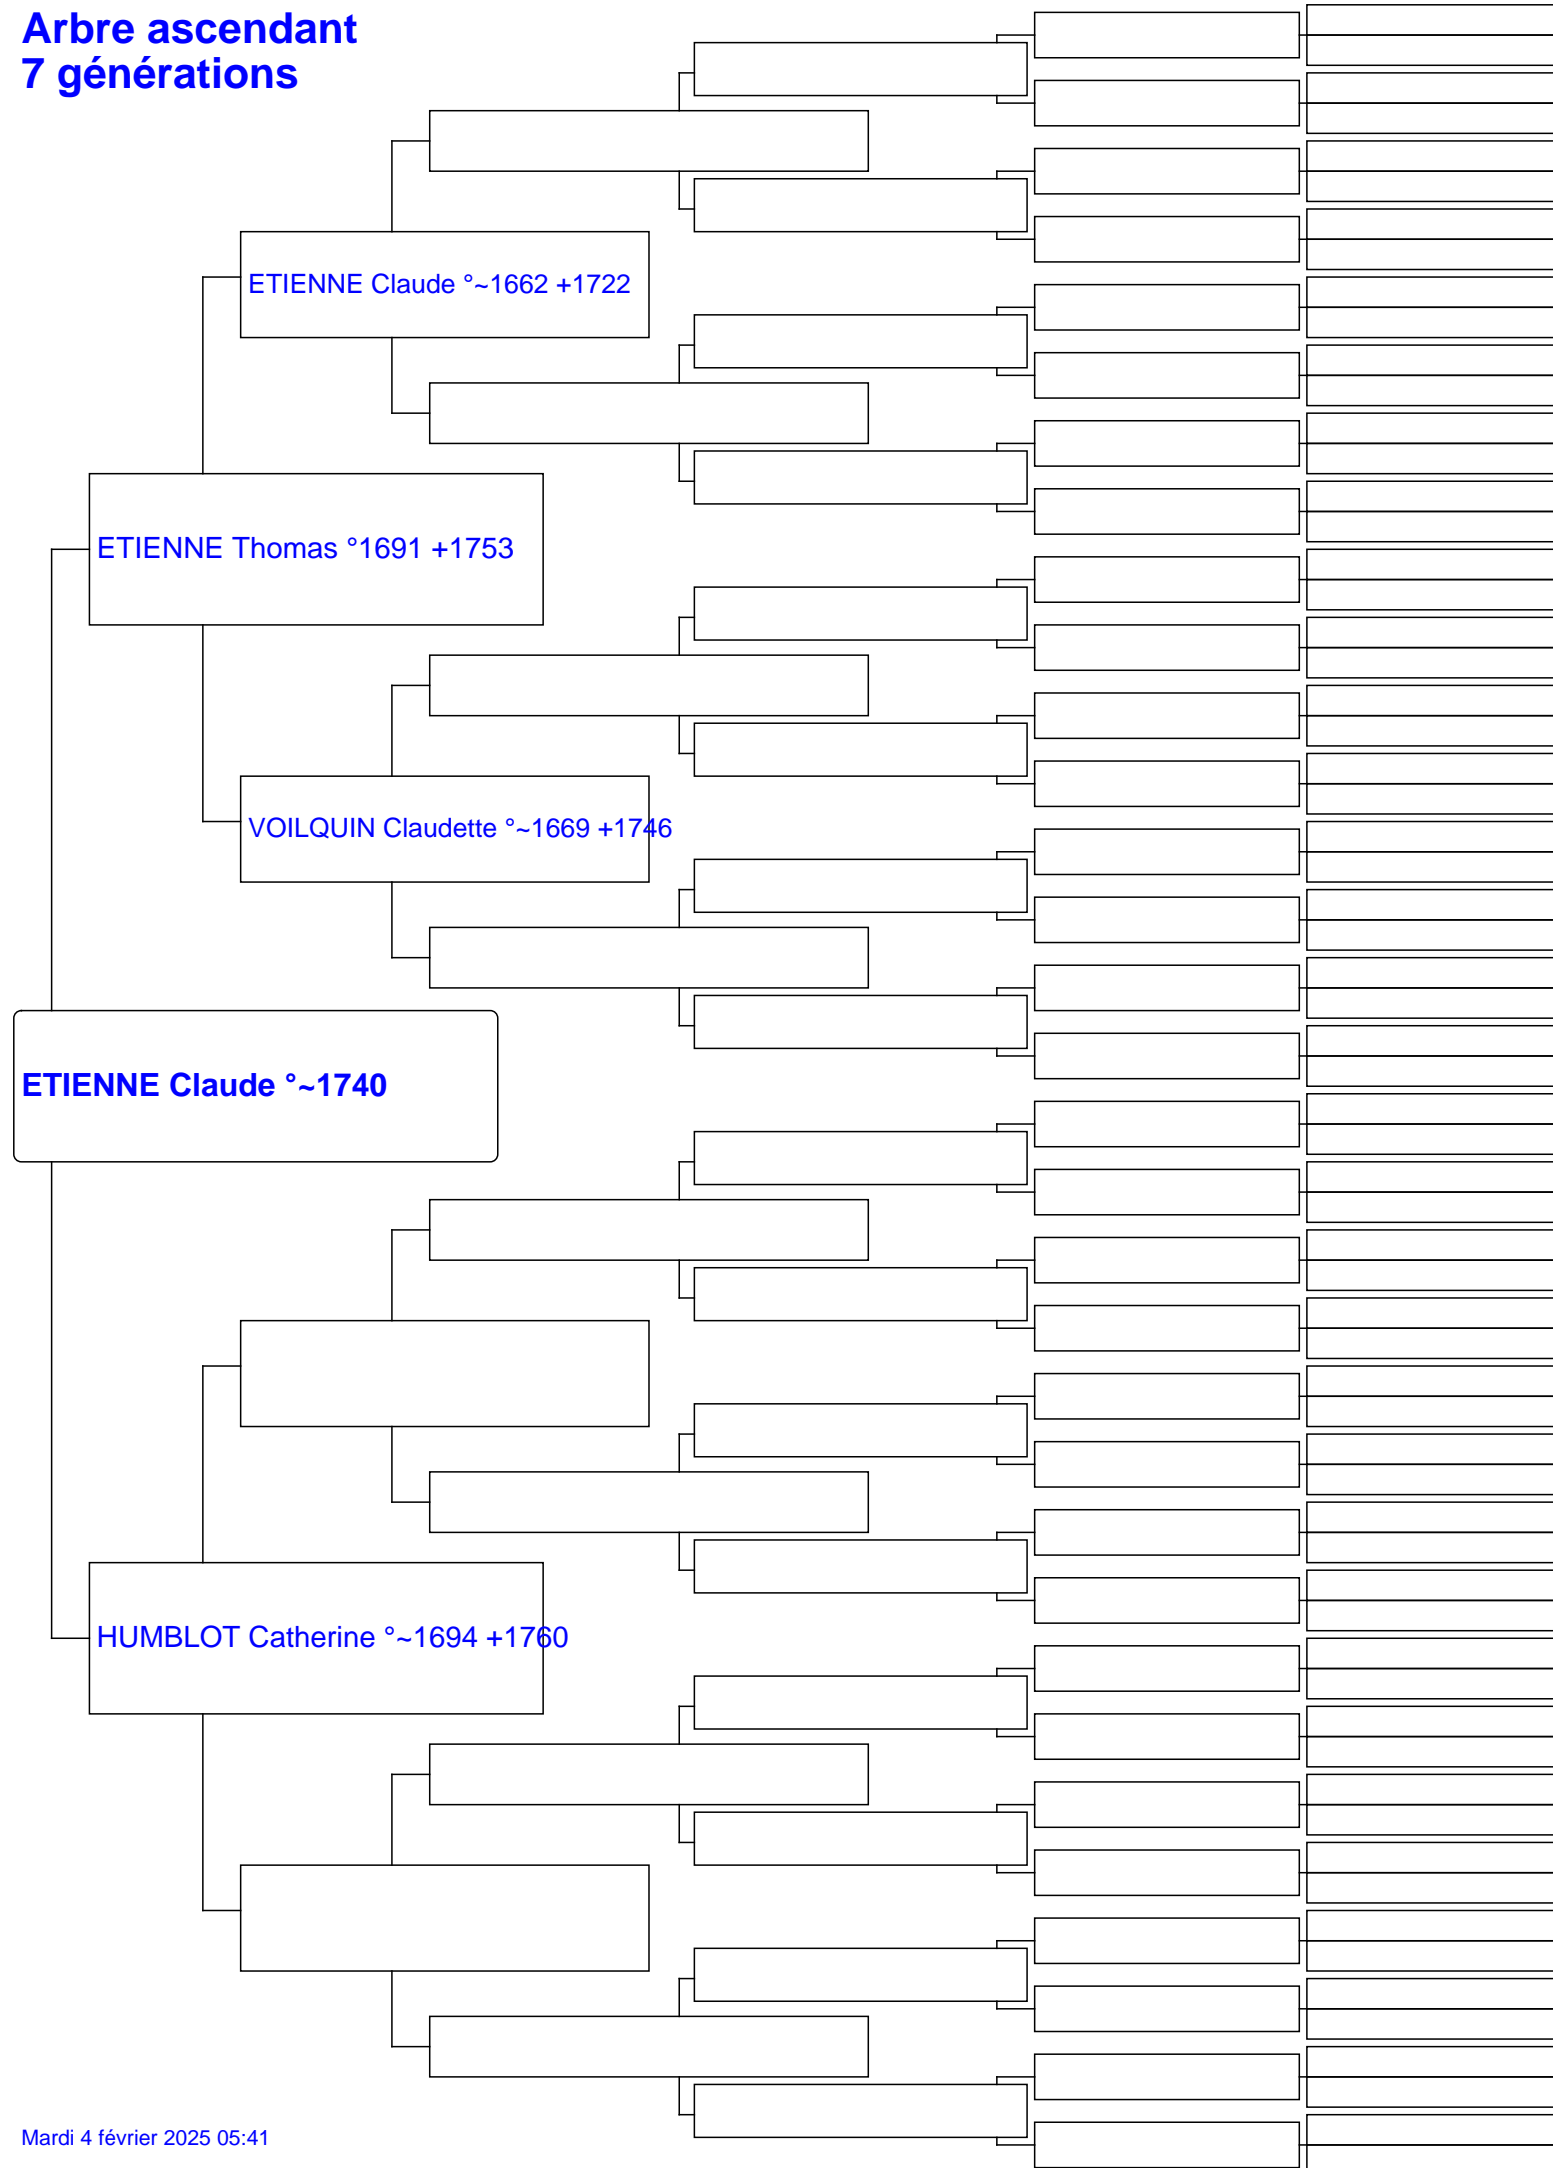 Arbre ascendant
7 générations
ETIENNE Claude °~1662 +1722
ETIENNE Thomas °1691 +1753
VOILQUIN Claudette °~1669 +1746
ETIENNE Claude °~1740
HUMBLOT Catherine °~1694 +1760
Mardi 4 février 2025 05:41